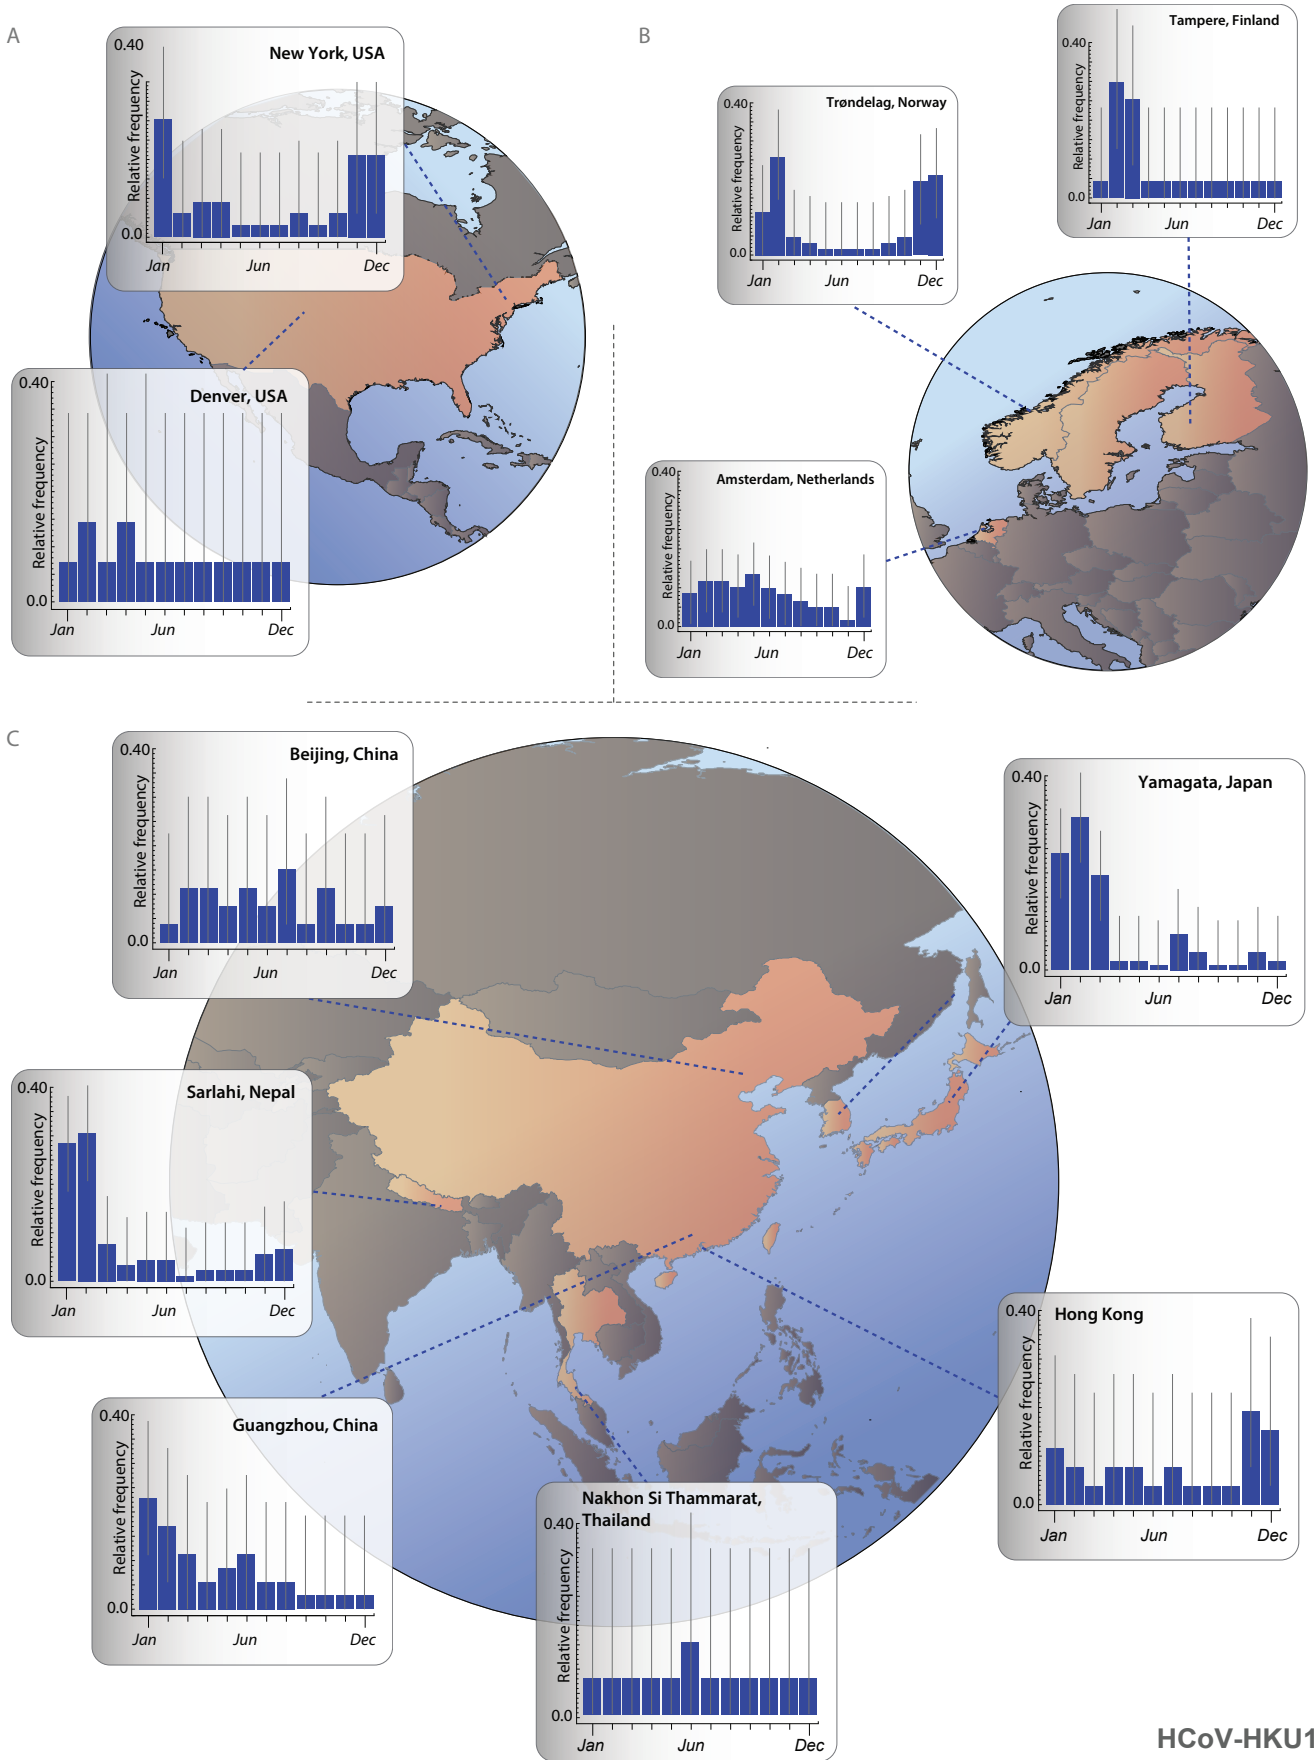 A
New York, USA
0.40
Relative frequency
0.0
Jan
Jun
Dec
Denver, USA
0.40
Relative frequency
0.0
Jan
Jun
Dec
B
Tampere, Finland
0.40
Relative frequency
0.0
Jan
Jun
Dec
Trøndelag, Norway
0.40
Relative frequency
0.0
Jan
Jun
Dec
Amsterdam, Netherlands
0.40
Relative frequency
0.0
Jan
Jun
Dec
C
Beijing, China
0.40
Relative frequency
0.0
Jan
Jun
Dec
Yamagata, Japan
0.40
Relative frequency
0.0
Jan
Jun
Dec
Sarlahi, Nepal
0.40
Relative frequency
0.0
Jan
Jun
Dec
Hong Kong
0.40
Relative frequency
0.0
Jan
Jun
Dec
Guangzhou, China
0.40
Relative frequency
0.0
Jan
Jun
Dec
Nakhon Si Thammarat,
Thailand
0.40
Relative frequency
0.0
Jan
Jun
Dec
HCoV-HKU1